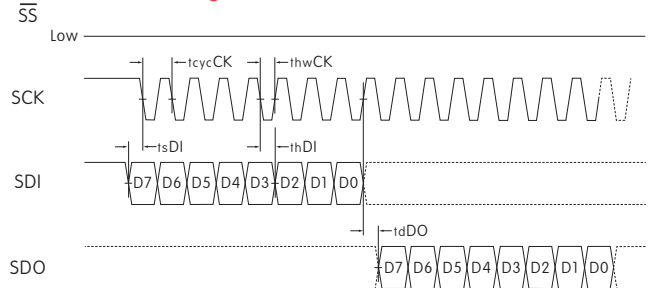 SS
Low
tcycCK thwCK
SCK
tsDI thDI
SDI D7 D6 D5 D4 D3 D2 D1 D0
tdDO
SDO D7 D6 D5 D4 D3 D2 D1 D0